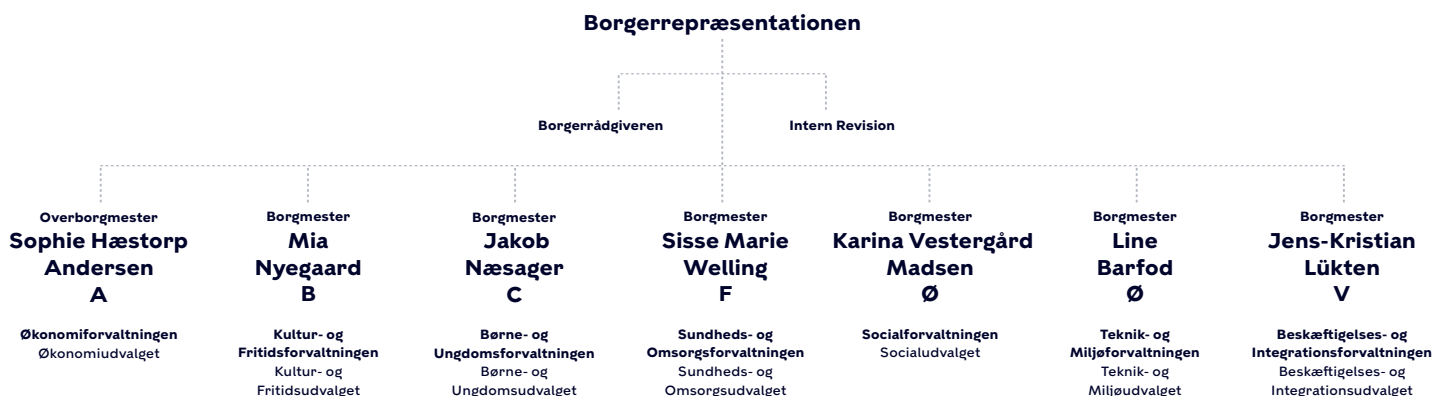 Borgerrepræsentationen
Borgerrådgiveren
Intern Revision
Overborgmester
Sophie Hæstorp
Andersen
A
Økonomiforvaltningen
Økonomiudvalget
Borgmester
Mia
Nyegaard
B
Kultur- og
Fritidsforvaltningen
Kultur- og
Fritidsudvalget
Borgmester
Jakob
Næsager
C
Børne- og
Ungdomsforvaltningen
Børne- og
Ungdomsudvalget
Borgmester
Sisse Marie
Welling
F
Sundheds- og
Omsorgsforvaltningen
Sundheds- og
Omsorgsudvalget
Borgmester
Karina Vestergård
Madsen
Ø
Socialforvaltningen
Socialudvalget
Borgmester
Line
Barfod
Ø
Teknik- og
Miljøforvaltningen
Teknik- og
Miljøudvalget
Borgmester
Jens-Kristian
Lükten
V
Beskæftigelses- og
Integrationsforvaltningen
Beskæftigelses- og
Integrationsudvalget